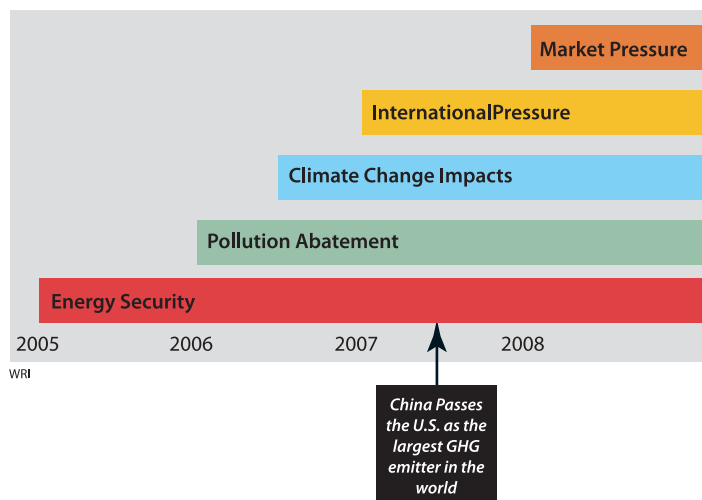 Market Pressure
InternationalPressure
Climate Change Impacts
Pollution Abatement
Energy Security
2005 2006 2007 2008
WRI
China Passes
the U.S. as the
largest GHG
emitter in the
world